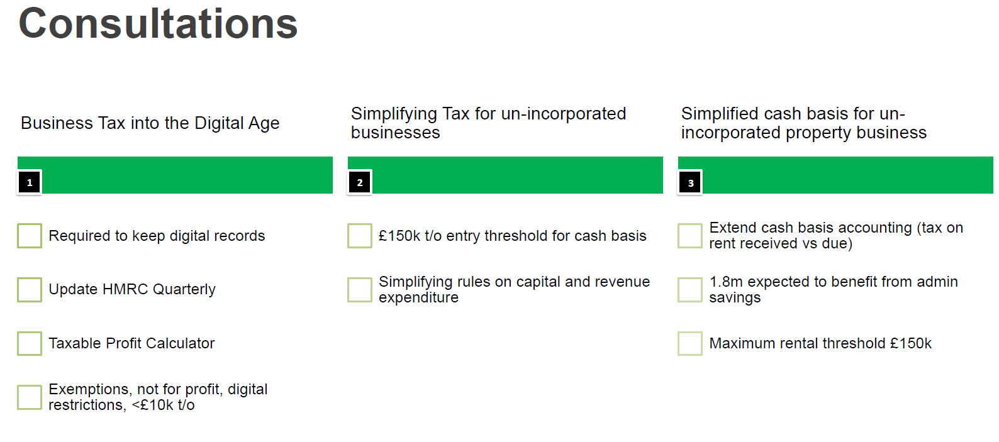 Consultations
Business Tax into the Digital Age
1
Required to keep digital records
Update HMRC Quarterly
Taxable Profit Calculator
Exemptions, not for profit, digital
restrictions, <£10k t/o
Simplifying Tax for un-incorporated
businesses
2
£150k t/o entry threshold for cash basis
Simplifying rules on capital and revenue
expenditure
Simplified cash basis for un-
incorporated property business
3
Extend cash basis accounting (tax on
rent received vs due)
1.8m expected to benefit from admin
savings
Maximum rental threshold £150k